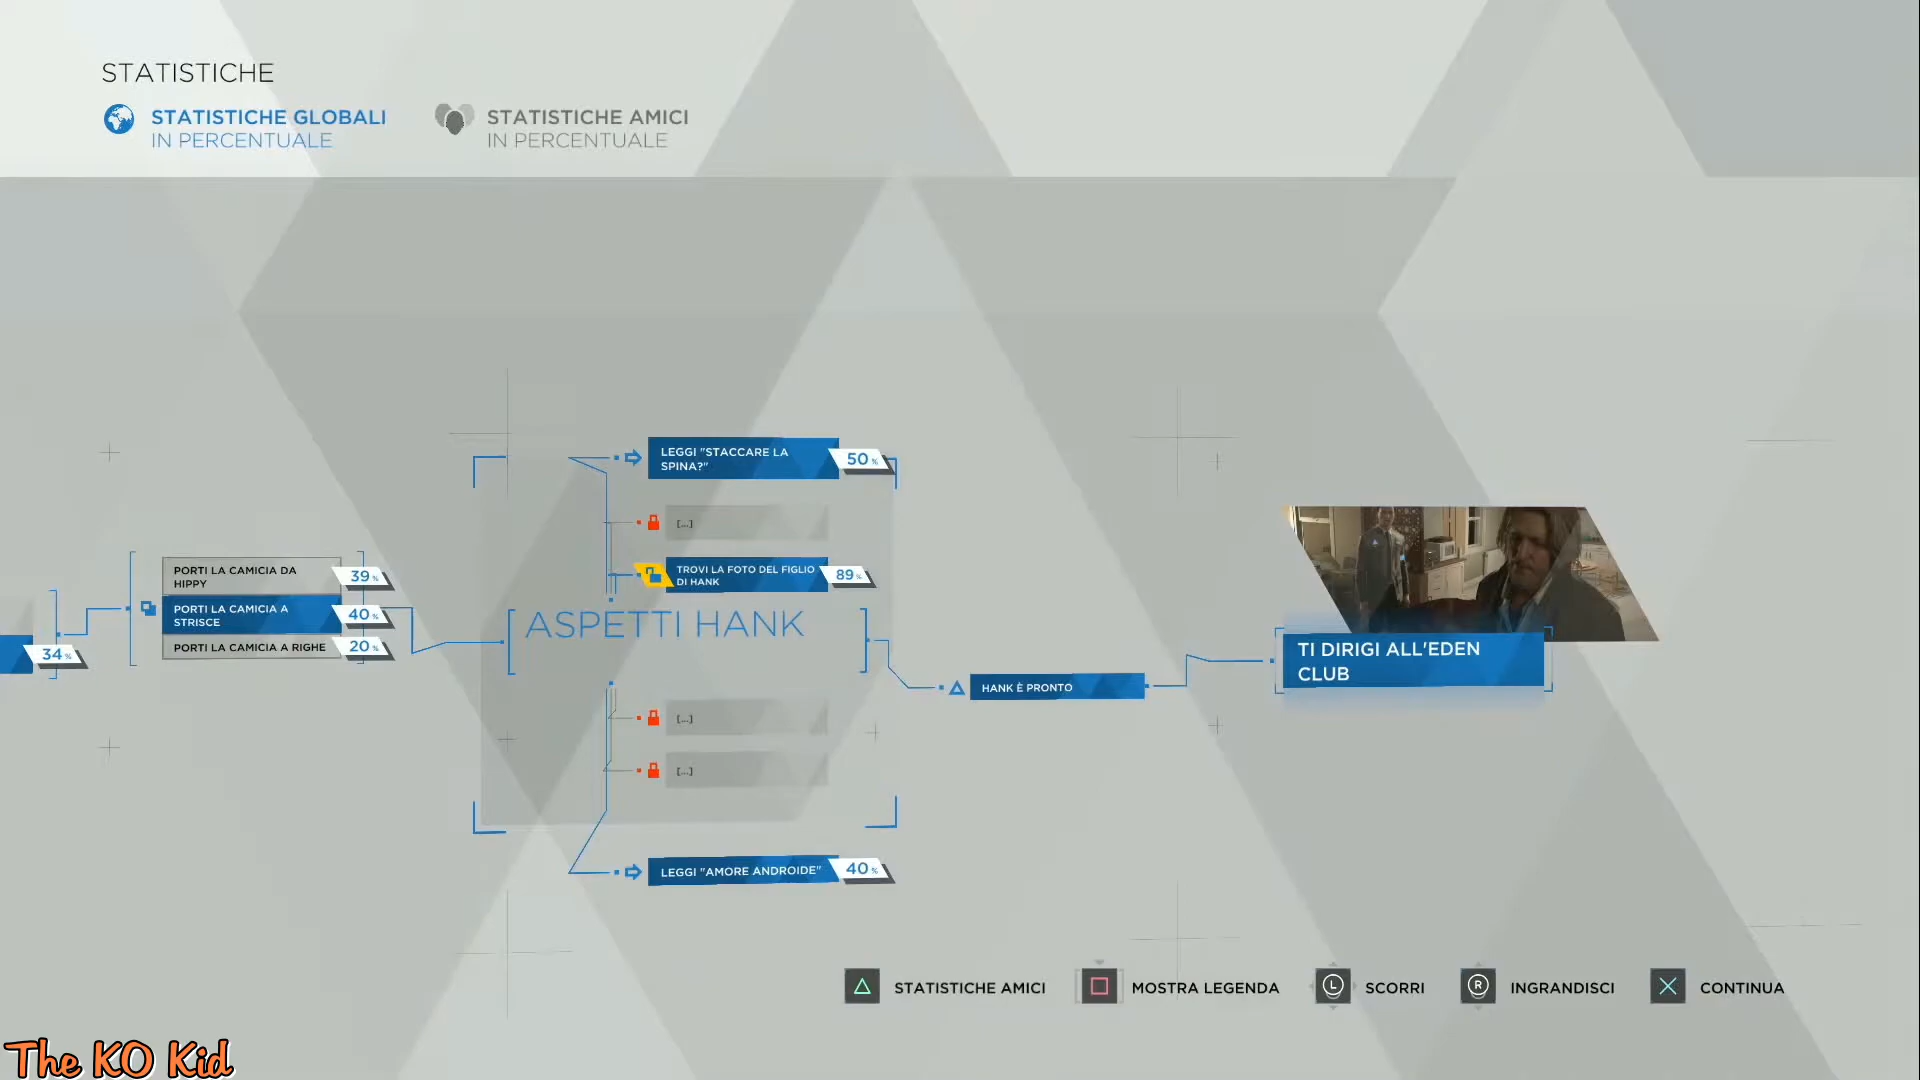 STATISTICHE
STATISTICHE GLOBALI
IN PERCENTUALE
STATISTICHE AMICI
IN PERCENTUALE
34%
PORTI LA CAMICIA DA
HIPPY
39%
PORTI LA CAMICIA A
STRISCE
40%
PORTI LA CAMICIA A RIGHE
20%
LEGGI "STACCARE LA
SPINA?"
50%
[...]
TROVI LA FOTO DEL FIGLIO
DI HANK
89%
ASPETTI HANK
[...]
[...]
LEGGI "AMORE ANDROIDE"
40%
HANK È PRONTO
TI DIRIGI ALL'EDEN
CLUB
STATISTICHE AMICI
MOSTRA LEGENDA
L
SCORRI
R
INGRANDISCI
CONTINUA
The KO Kid